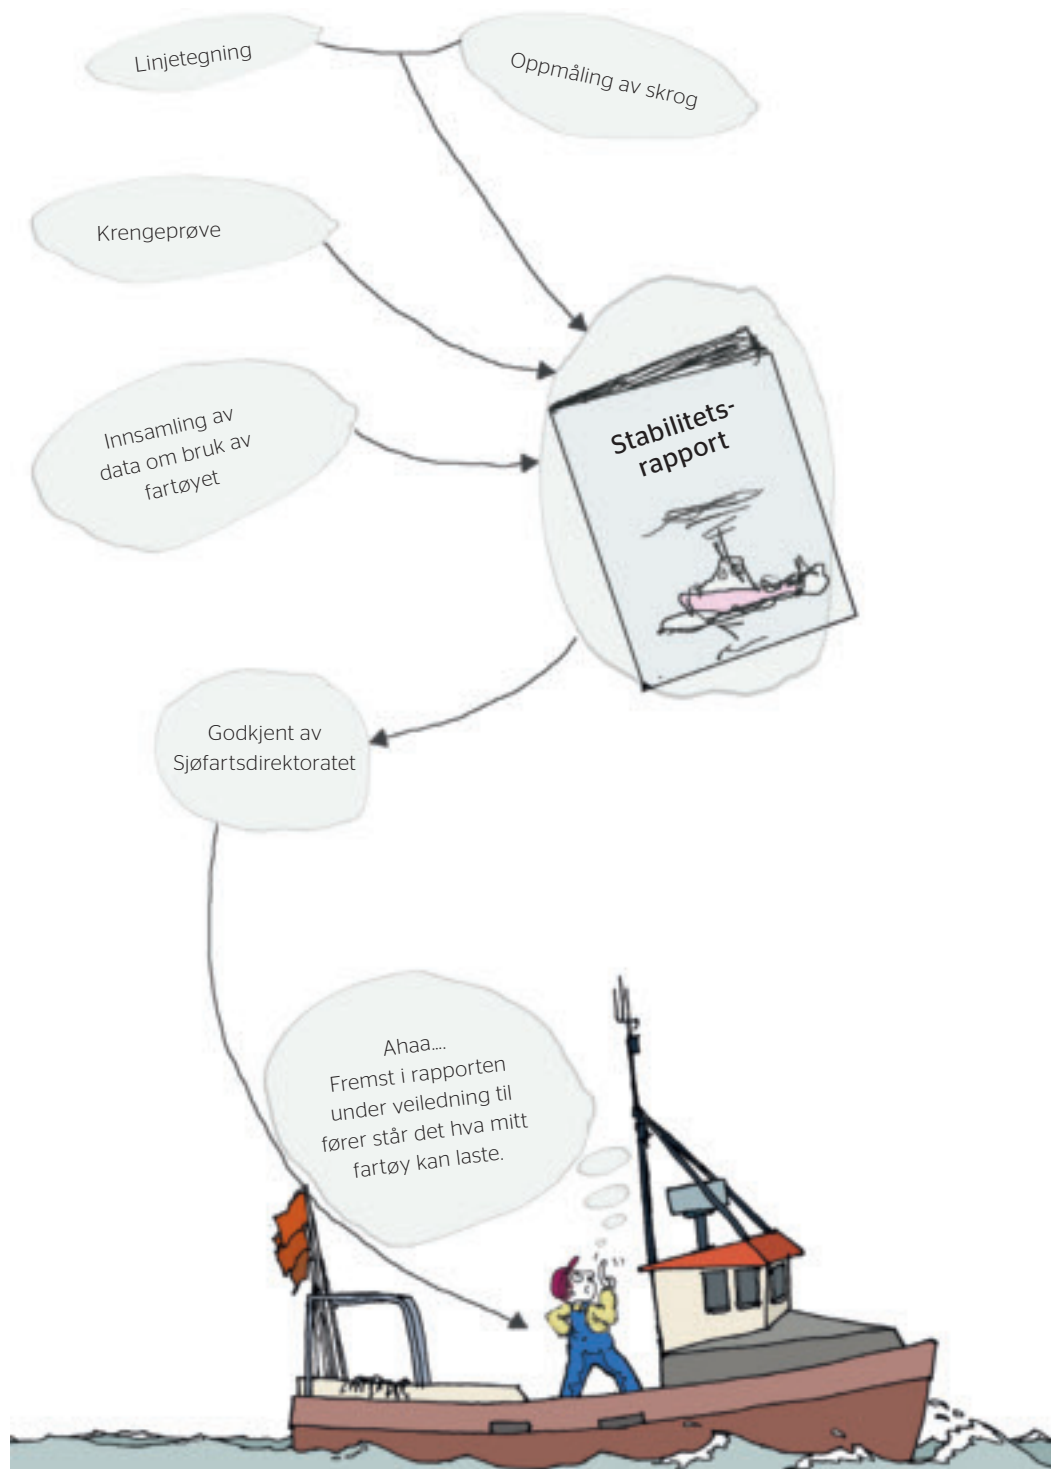 Linjetegning
Oppmåling av skrog
Krengeprøve
Innsamling av
data om bruk av
fartøyet
Stabilitets-
rapport
Godkjent av
Sjøfartsdirektoratet
Ahaa....
Fremst i rapporten
under veiledning til
fører står det hva mitt
fartøy kan laste.